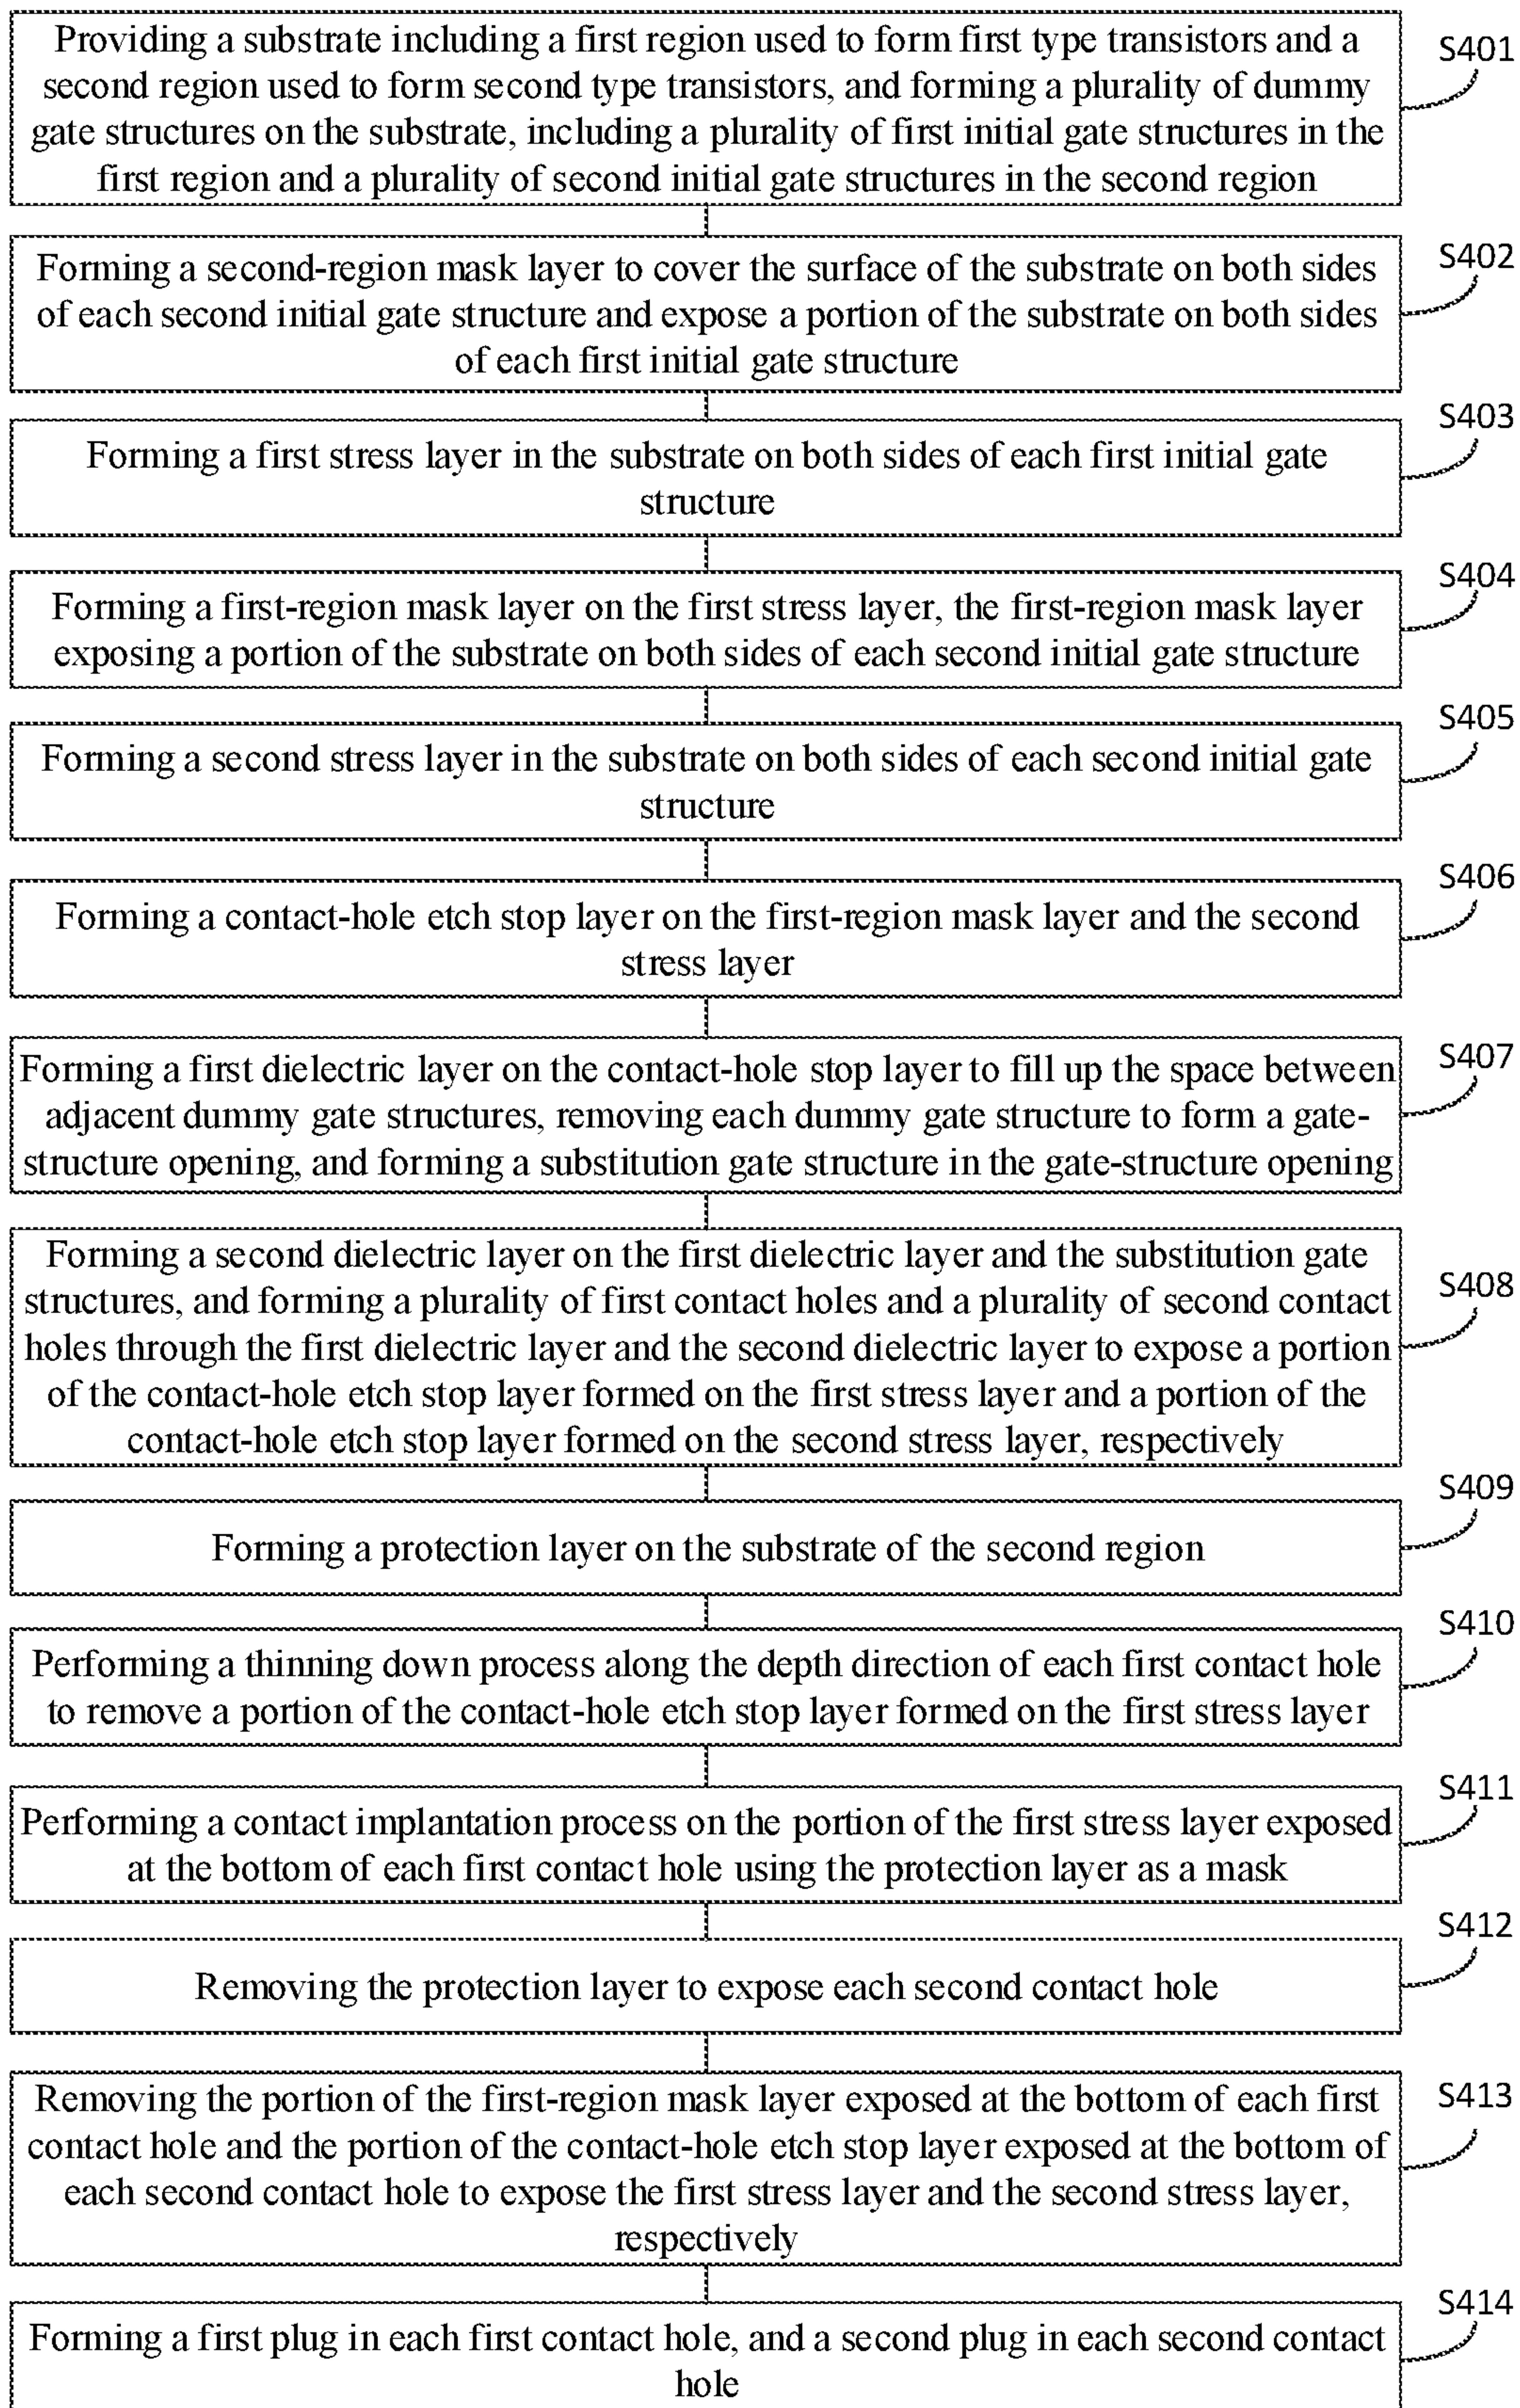 Providing a substrate including a first region used to form first type transistors and a
second region used to form second type transistors, and forming a plurality of dummy
gate structures on the substrate, including a plurality of first initial gate structures in the
first region and a plurality of second initial gate structures in the second region
S401
Forming a second-region mask layer to cover the surface of the substrate on both sides
of each second initial gate structure and expose a portion of the substrate on both sides
of each first initial gate structure
S402
Forming a first stress layer in the substrate on both sides of each first initial gate
structure
S403
Forming a first-region mask layer on the first stress layer, the first-region mask layer
exposing a portion of the substrate on both sides of each second initial gate structure
S404
Forming a second stress layer in the substrate on both sides of each second initial gate
structure
S405
Forming a contact-hole etch stop layer on the first-region mask layer and the second
stress layer
S406
Forming a first dielectric layer on the contact-hole stop layer to fill up the space between
adjacent dummy gate structures, removing each dummy gate structure to form a gate-
structure opening, and forming a substitution gate structure in the gate-structure opening
S407
Forming a second dielectric layer on the first dielectric layer and the substitution gate
structures, and forming a plurality of first contact holes and a plurality of second contact
holes through the first dielectric layer and the second dielectric layer to expose a portion
of the contact-hole etch stop layer formed on the first stress layer and a portion of the
contact-hole etch stop layer formed on the second stress layer, respectively
S408
Forming a protection layer on the substrate of the second region
S409
Performing a thinning down process along the depth direction of each first contact hole
to remove a portion of the contact-hole etch stop layer formed on the first stress layer
S410
Performing a contact implantation process on the portion of the first stress layer exposed
at the bottom of each first contact hole using the protection layer as a mask
S411
Removing the protection layer to expose each second contact hole
S412
Removing the portion of the first-region mask layer exposed at the bottom of each first
contact hole and the portion of the contact-hole etch stop layer exposed at the bottom of
each second contact hole to expose the first stress layer and the second stress layer,
respectively
S413
Forming a first plug in each first contact hole, and a second plug in each second contact
hole
S414